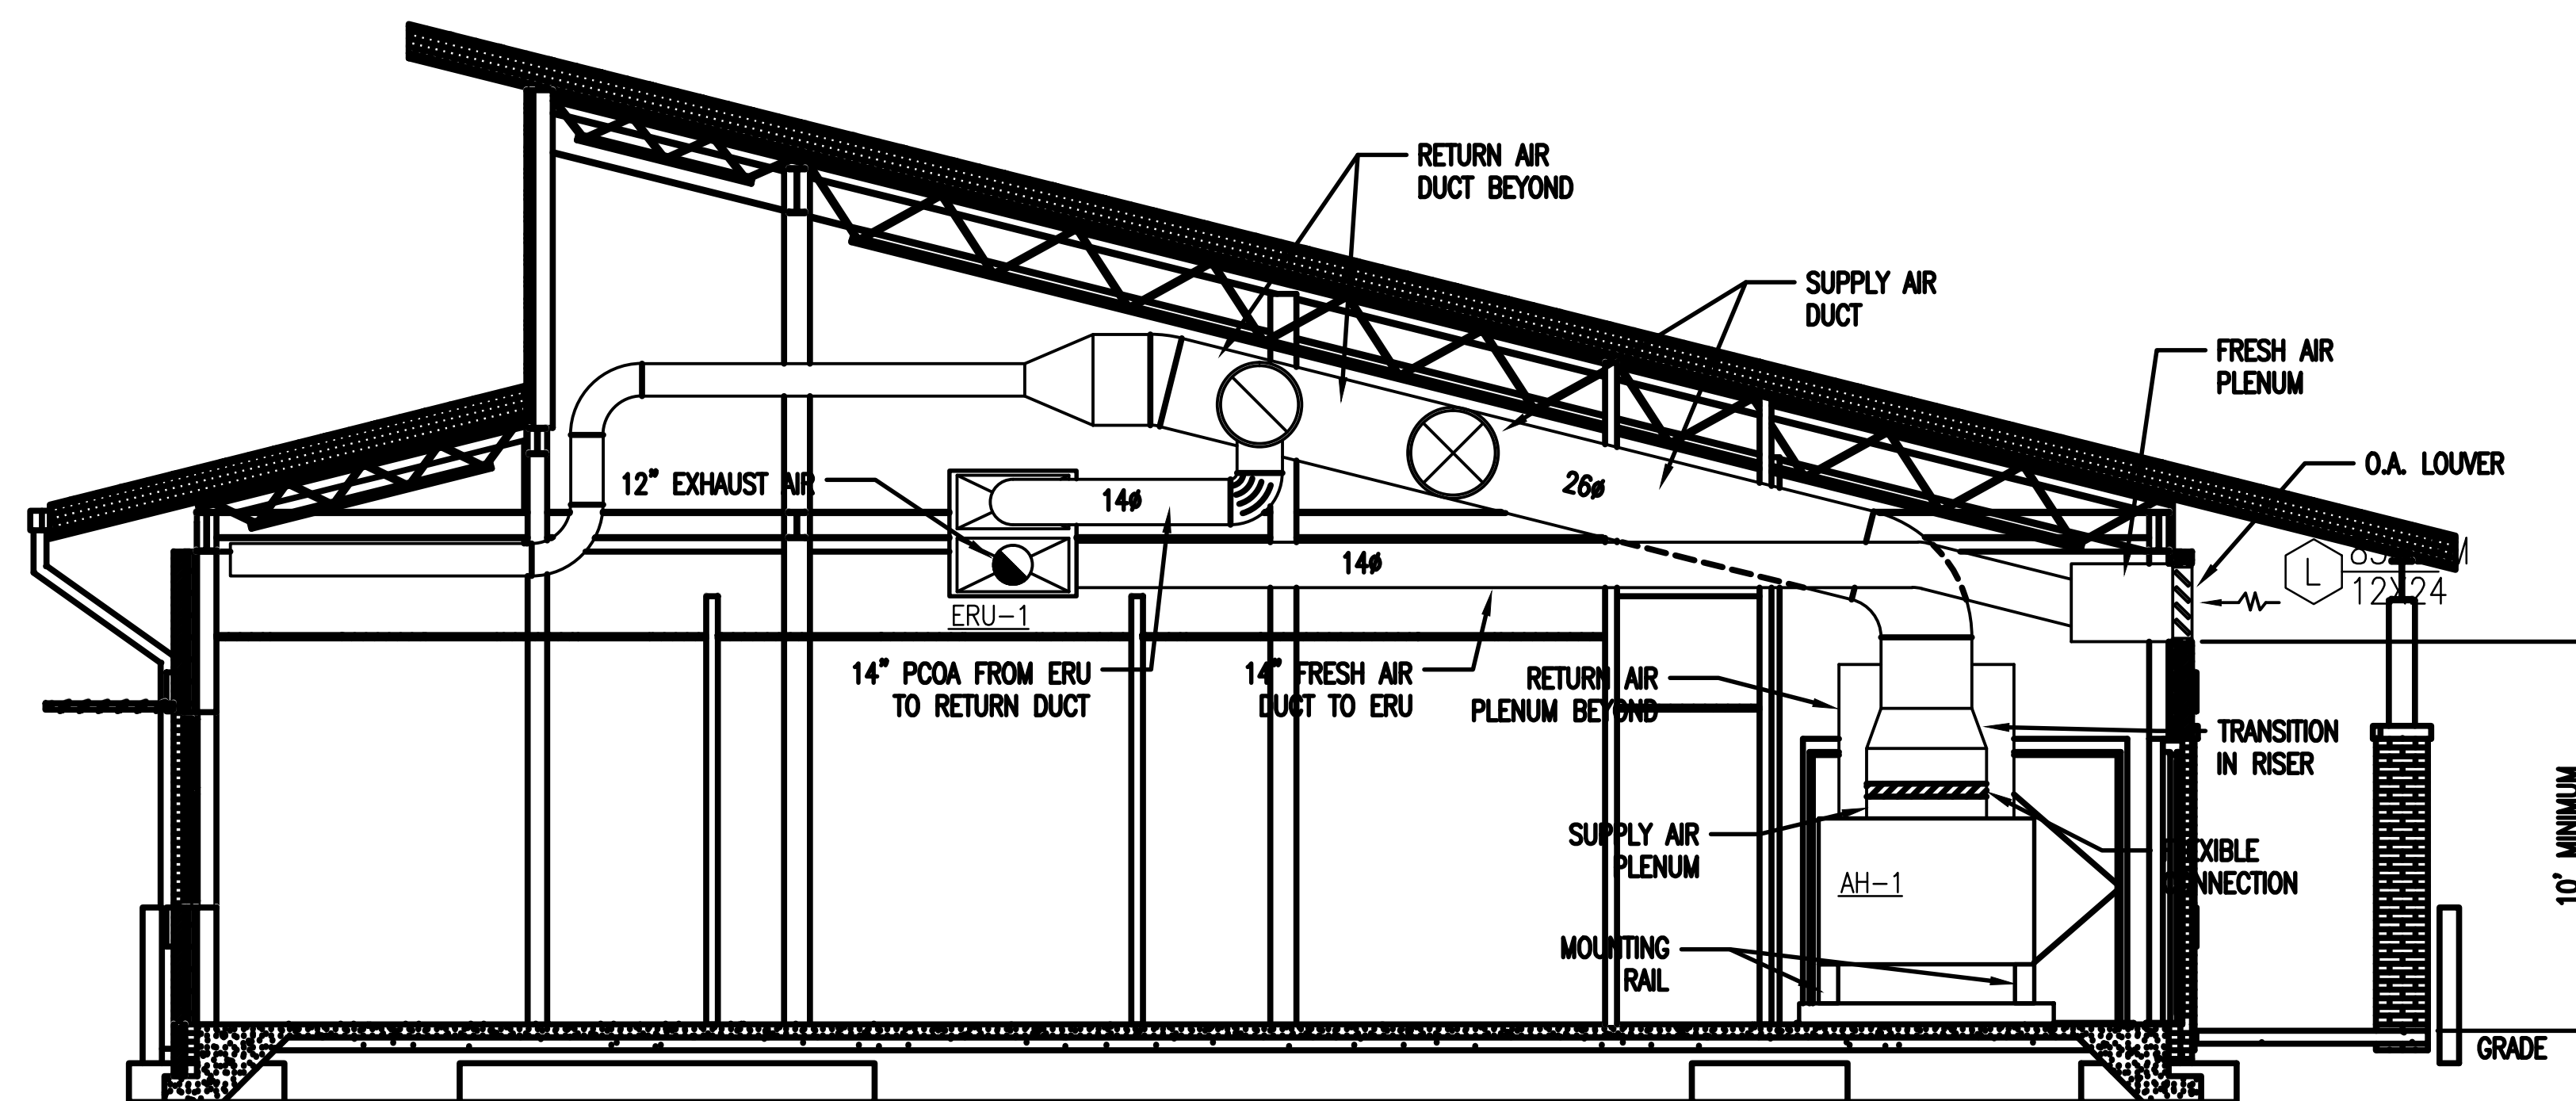 RETURN AIR
DUCT BEYOND
SUPPLY AIR
DUCT
FRESH AIR
PLENUM
O.A. LOUVER
12" EXHAUST AIR
14ø
26ø
14ø
L
12X24
ERU-1
14" PCOA FROM ERU
TO RETURN DUCT
14" FRESH AIR
DUCT TO ERU
RETURN AIR
PLENUM BEYOND
TRANSITION
IN RISER
10' MINIMUM
SUPPLY AIR
PLENUM
FLEXIBLE
CONNECTION
AH-1
MOUNTING
RAIL
GRADE